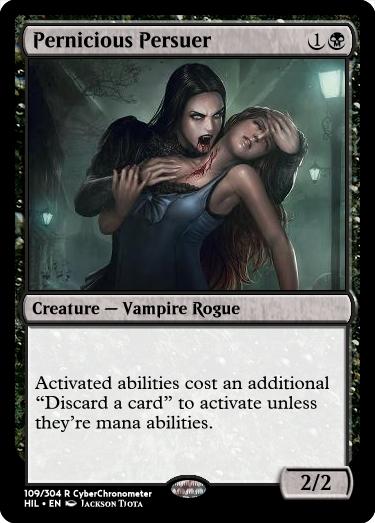 Pernicious Persuer 1
Creature — Vampire Rogue
Activated abilities cost an additional
“Discard a card” to activate unless
they’re mana abilities.
2/2
109/304 R CyberChronometer
HIL • EN Jackson Tjota